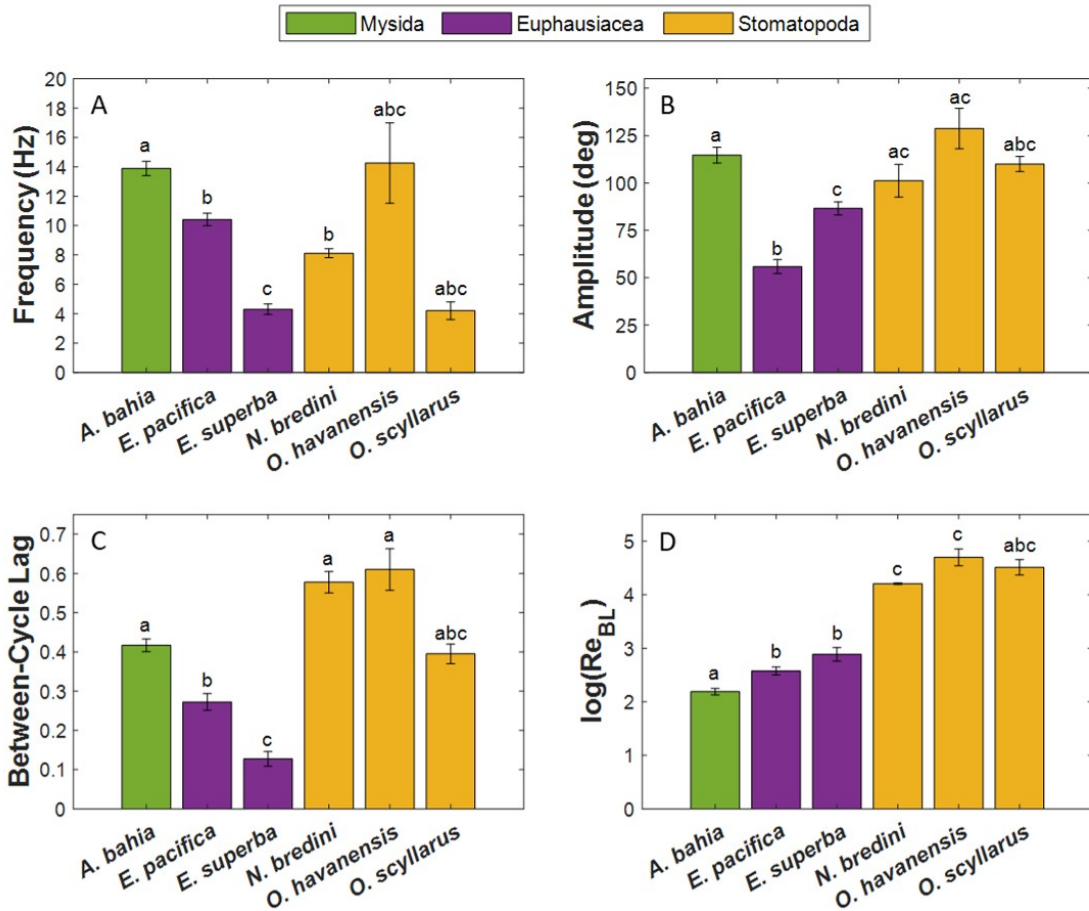 Mysida Euphausiacea Stomatopoda
A
Frequency (Hz)
20
18
16
14
12
10
8
6
4
2
0
a b c b abc abc
A. bahia E. pacifica E. superba N. bredini O. havanensis O. scyllarus
B
Amplitude (deg)
150
125
100
75
50
25
0
a b c ac ac abc
A. bahia E. pacifica E. superba N. bredini O. havanensis O. scyllarus
C
Between-Cycle Lag
0.7
0.6
0.5
0.4
0.3
0.2
0.1
0
a b c a a abc
A. bahia E. pacifica E. superba N. bredini O. havanensis O. scyllarus
D
log(Re_BL)
5
4
3
2
1
0
a b b c c abc
A. bahia E. pacifica E. superba N. bredini O. havanensis O. scyllarus